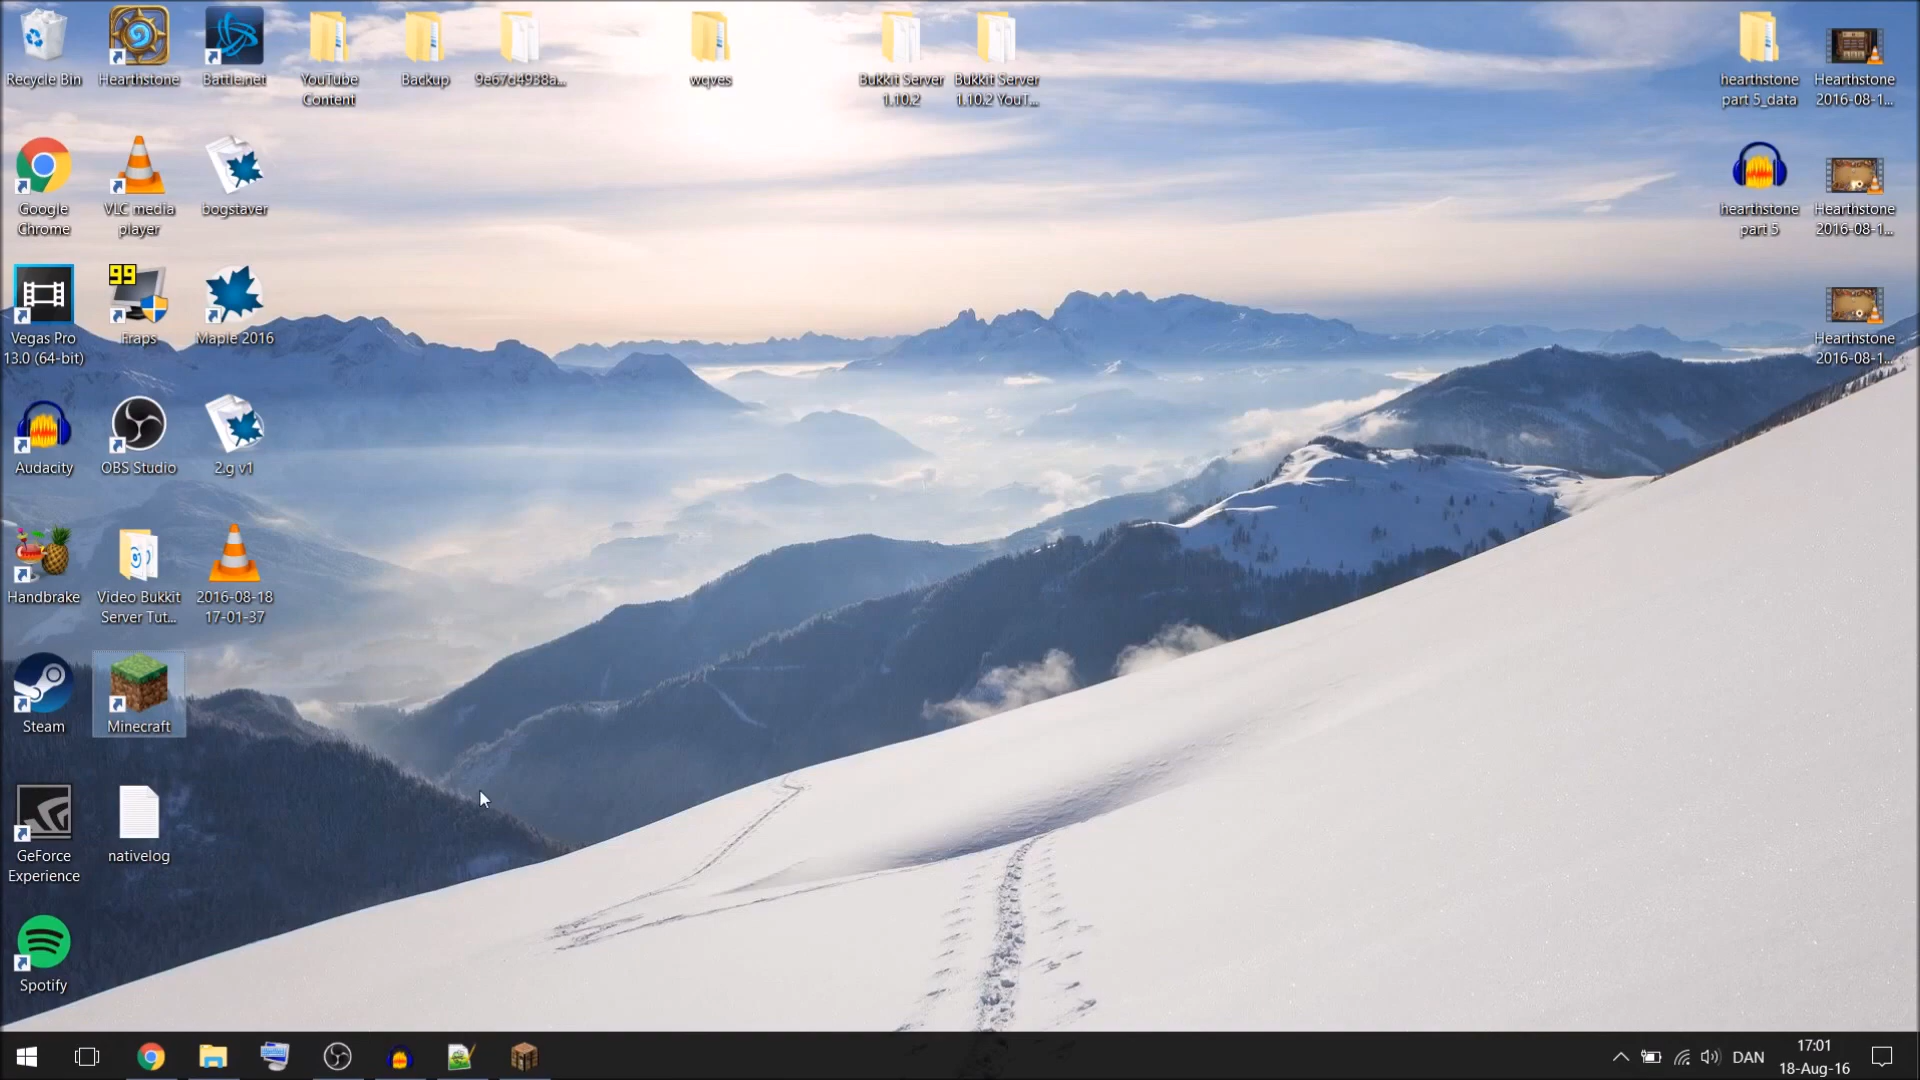 Recycle Bin
Hearthstone
Battle.net
YouTube
Content
Backup
9e67d4938a...
wqves
Bukkit Server
1.10.2
Bukkit Server
1.10.2 YouT...
hearthstone
part 5_data
Hearthstone
2016-08-1...
Google
Chrome
VLC media
player
bogstaver
hearthstone
part 5
Hearthstone
2016-08-1...
99
Vegas Pro
13.0 (64-bit)
Fraps
Maple 2016
Hearthstone
2016-08-1...
Audacity
OBS Studio
2.g v1
Handbrake
Video Bukkit
Server Tut...
2016-08-18
17-01-37
Steam
Minecraft
GeForce
Experience
nativelog
Spotify
DAN
17:01
18-Aug-16